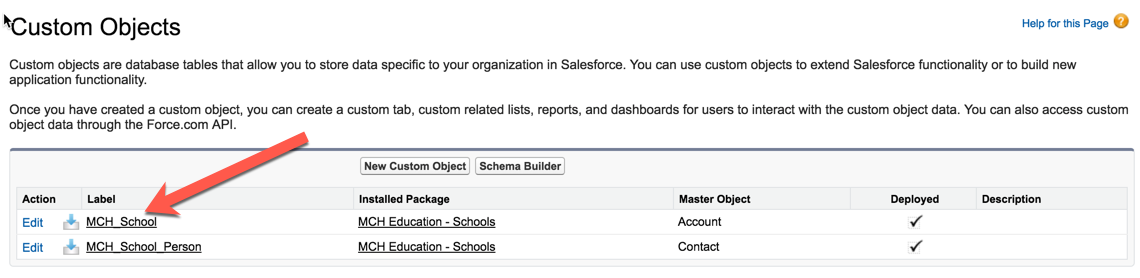 Custom Objects
Help for this Page ?
Custom objects are database tables that allow you to store data specific to your organization in Salesforce. You can use custom objects to extend Salesforce functionality or to build new
application functionality.
Once you have created a custom object, you can create a custom tab, custom related lists, reports, and dashboards for users to interact with the custom object data. You can also access custom
object data through the Force.com API.
New Custom Object Schema Builder
Action Label Installed Package Master Object Deployed Description
Edit MCH_School MCH Education - Schools Account
Edit MCH_School_Person MCH Education - Schools Contact